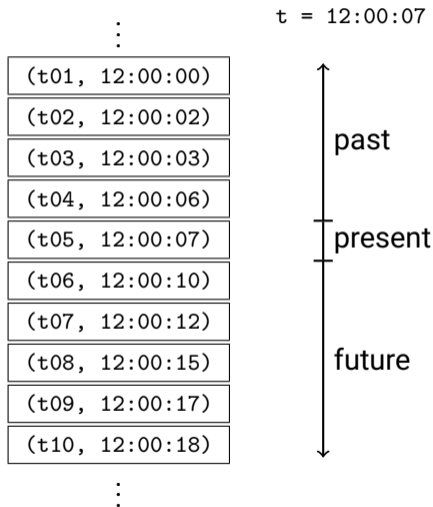 t = 12:00:07
(t01, 12:00:00)
(t02, 12:00:02)
(t03, 12:00:03)
(t04, 12:00:06)
(t05, 12:00:07)
(t06, 12:00:10)
(t07, 12:00:12)
(t08, 12:00:15)
(t09, 12:00:17)
(t10, 12:00:18)
past
present
future